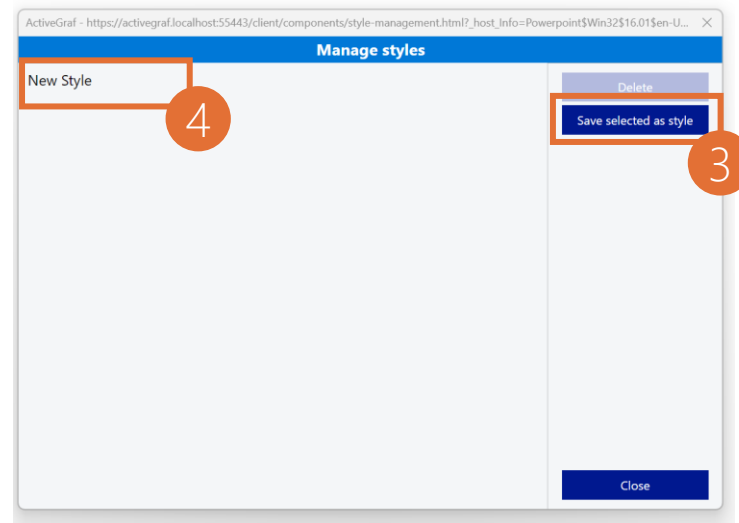 ActiveGraf - https://activegraf.localhost:55443/client/components/style-management.html?_host_Info=Powerpoint$Win32$16.01$en-U...
Manage styles
New Style
Delete
4
Save selected as style
3
Close